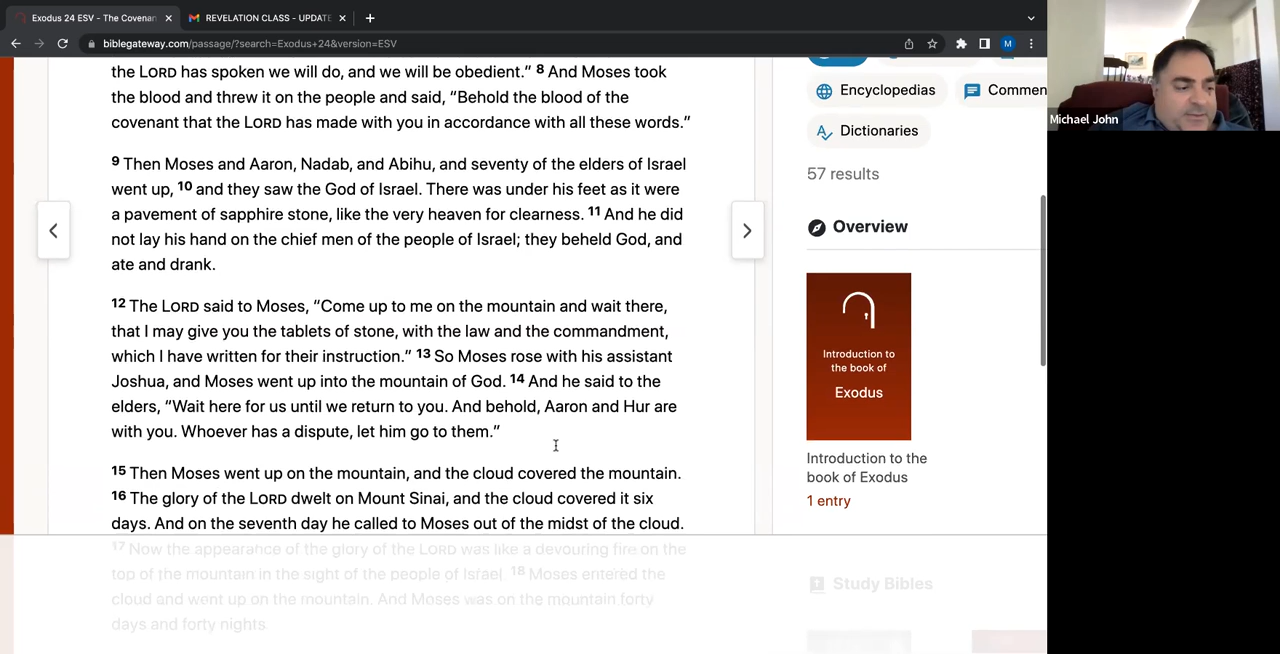 Exodus 24 ESV - The Covenan
REVELATION CLASS - UPDATE
biblegateway.com/passage/?search=Exodus+24&version=ESV
M
the LORD has spoken we will do, and we will be obedient.” 8 And Moses took
the blood and threw it on the people and said, “Behold the blood of the
covenant that the LORD has made with you in accordance with all these words.”
9 Then Moses and Aaron, Nadab, and Abihu, and seventy of the elders of Israel
went up, 10 and they saw the God of Israel. There was under his feet as it were
a pavement of sapphire stone, like the very heaven for clearness. 11 And he did
not lay his hand on the chief men of the people of Israel; they beheld God, and
ate and drank.
12 The LORD said to Moses, “Come up to me on the mountain and wait there,
that I may give you the tablets of stone, with the law and the commandment,
which I have written for their instruction.” 13 So Moses rose with his assistant
Joshua, and Moses went up into the mountain of God. 14 And he said to the
elders, “Wait here for us until we return to you. And behold, Aaron and Hur are
with you. Whoever has a dispute, let him go to them.”
15 Then Moses went up on the mountain, and the cloud covered the mountain.
16 The glory of the LORD dwelt on Mount Sinai, and the cloud covered it six
days. And on the seventh day he called to Moses out of the midst of the cloud.
17 Now the appearance of the glory of the LORD was like a devouring fire on the
top of the mountain in the sight of the people of Israel. 18 Moses entered the
cloud and went up on the mountain. And Moses was on the mountain forty
days and forty nights.
Encyclopedias
Commen
Dictionaries
57 results
Overview
Introduction to
the book of
Exodus
Introduction to the
book of Exodus
1 entry
Study Bibles
Michael John